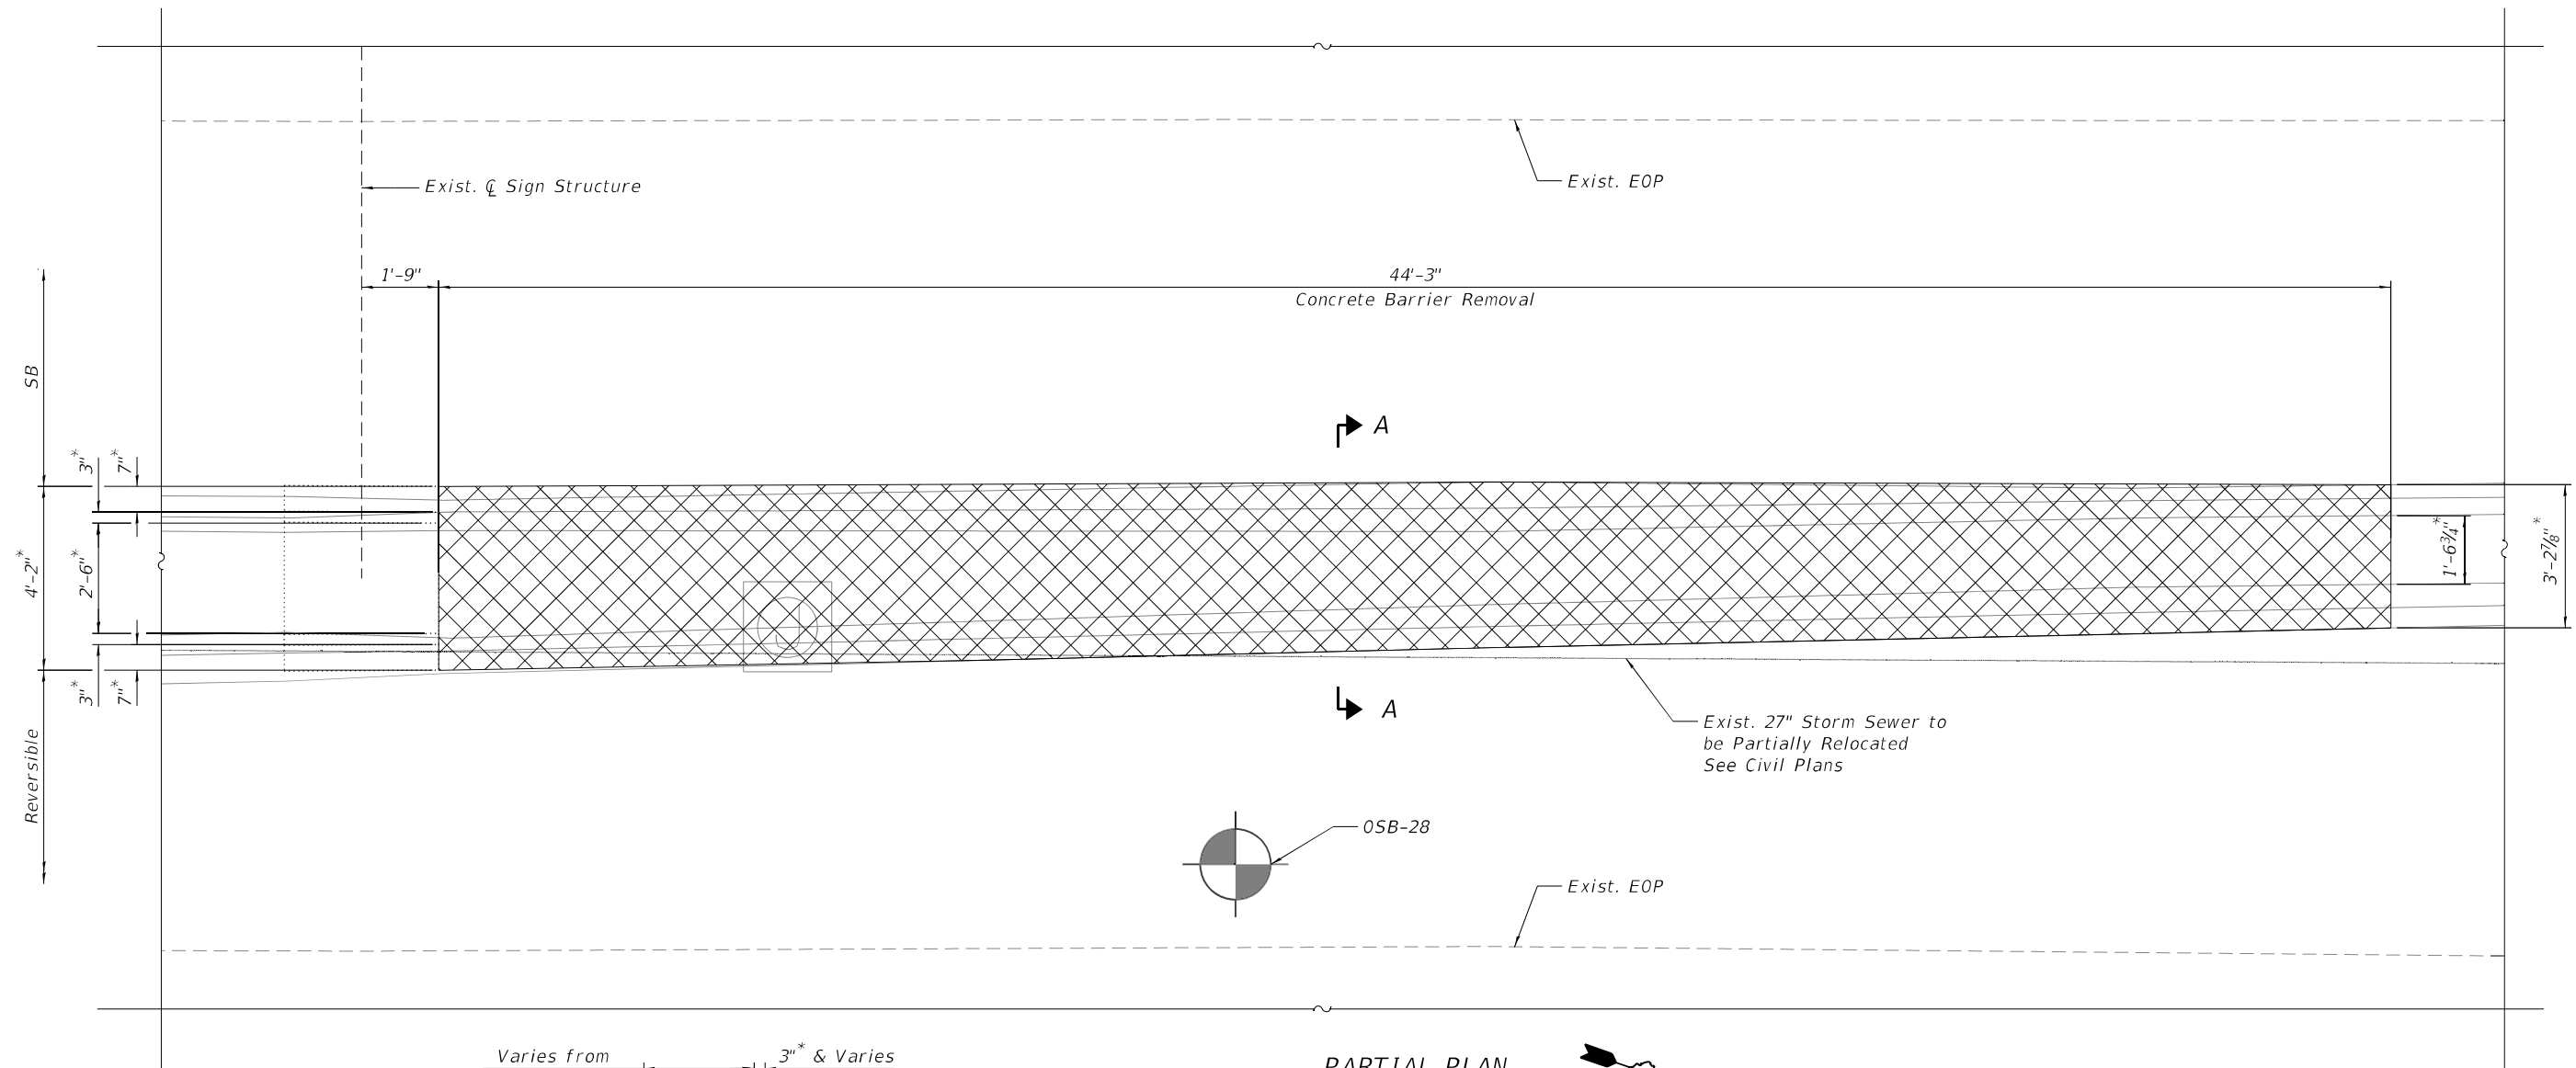 Exist. ℄ Sign Structure
Exist. EOP
1'-9"
44'-3"
Concrete Barrier Removal
SB
A
3"*
7"*
4'-2"*
2'-6"*
1'-6¾"*
3'-2⅞"*
3"*
7"*
A
Reversible
Exist. 27" Storm Sewer to
be Partially Relocated
See Civil Plans
OSB-28
Exist. EOP
Varies from
3"* & Varies
PARTIAL PLAN